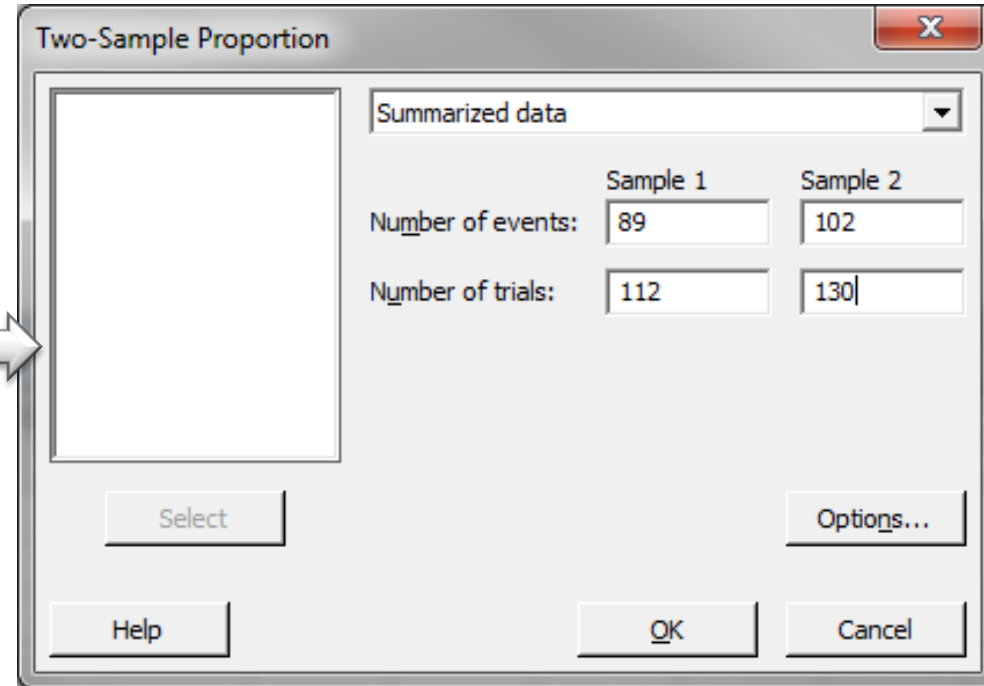 Two-Sample Proportion
Summarized data
Sample 1 Sample 2
Number of events: 89 102
Number of trials: 112 130
Select
Options...
Help OK Cancel